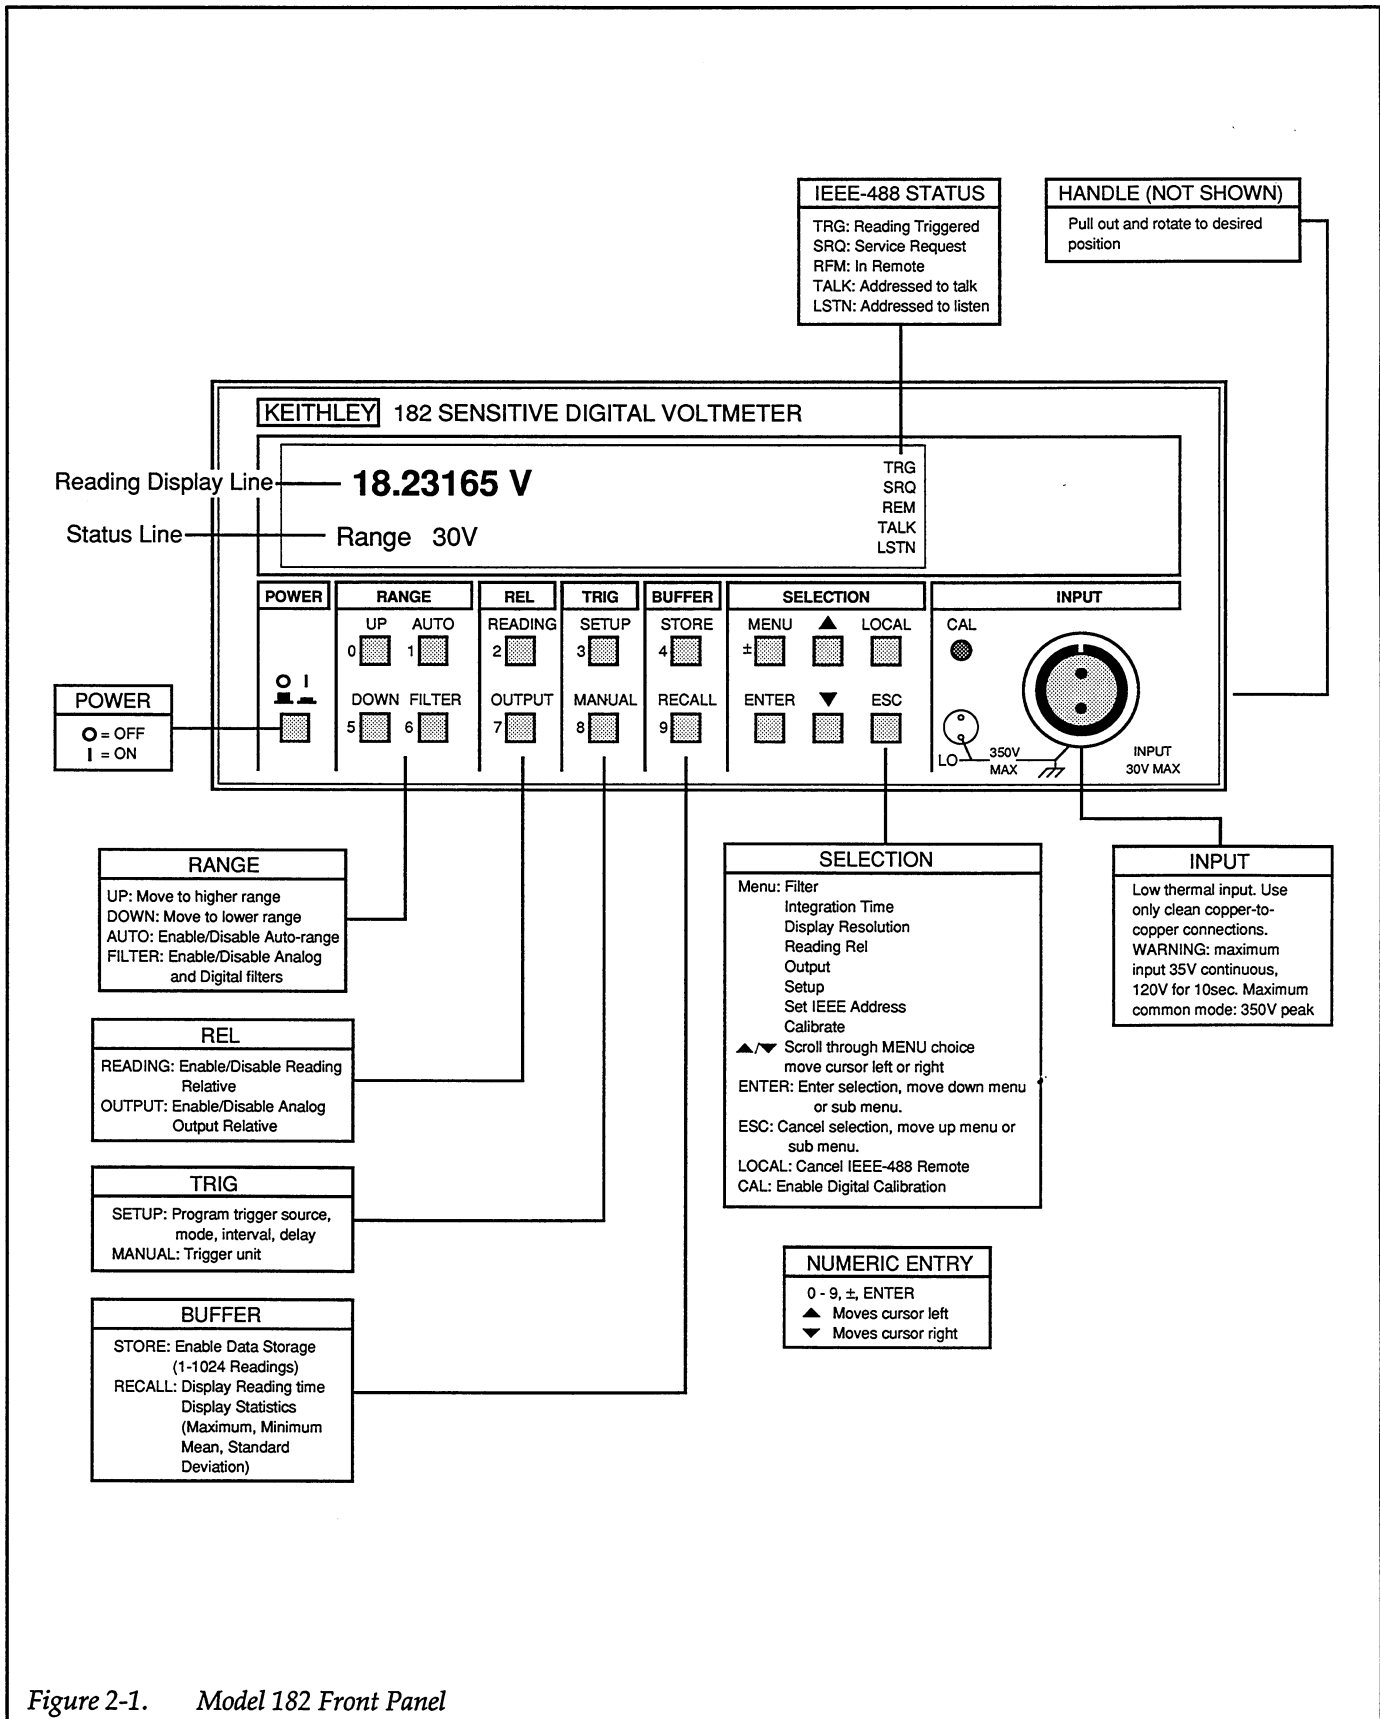 IEEE-488 STATUS
TRG: Reading Triggered
SRQ: Service Request
RFM: In Remote
TALK: Addressed to talk
LSTN: Addressed to listen
HANDLE (NOT SHOWN)
Pull out and rotate to desired
position
KEITHLEY 182 SENSITIVE DIGITAL VOLTMETER
Reading Display Line
18.23165 V
Status Line
Range 30V
TRG
SRQ
REM
TALK
LSTN
POWER RANGE REL TRIG BUFFER SELECTION INPUT
UP AUTO READING SETUP STORE MENU ▲ LOCAL CAL
0 1 2 3 4 ±
O I
DOWN FILTER OUTPUT MANUAL RECALL ENTER ▼ ESC
5 6 7 8 9
LO 350V
MAX
INPUT
30V MAX
POWER
O = OFF
I = ON
RANGE
UP: Move to higher range
DOWN: Move to lower range
AUTO: Enable/Disable Auto-range
FILTER: Enable/Disable Analog
and Digital filters
REL
READING: Enable/Disable Reading
Relative
OUTPUT: Enable/Disable Analog
Output Relative
TRIG
SETUP: Program trigger source,
mode, interval, delay
MANUAL: Trigger unit
BUFFER
STORE: Enable Data Storage
(1-1024 Readings)
RECALL: Display Reading time
Display Statistics
(Maximum, Minimum
Mean, Standard
Deviation)
SELECTION
Menu: Filter
Integration Time
Display Resolution
Reading Rel
Output
Setup
Set IEEE Address
Calibrate
▲/▼ Scroll through MENU choice
move cursor left or right
ENTER: Enter selection, move down menu
or sub menu.
ESC: Cancel selection, move up menu or
sub menu.
LOCAL: Cancel IEEE-488 Remote
CAL: Enable Digital Calibration
NUMERIC ENTRY
0 - 9, ±, ENTER
▲ Moves cursor left
▼ Moves cursor right
INPUT
Low thermal input. Use
only clean copper-to-
copper connections.
WARNING: maximum
input 35V continuous,
120V for 10sec. Maximum
common mode: 350V peak
Figure 2-1. Model 182 Front Panel